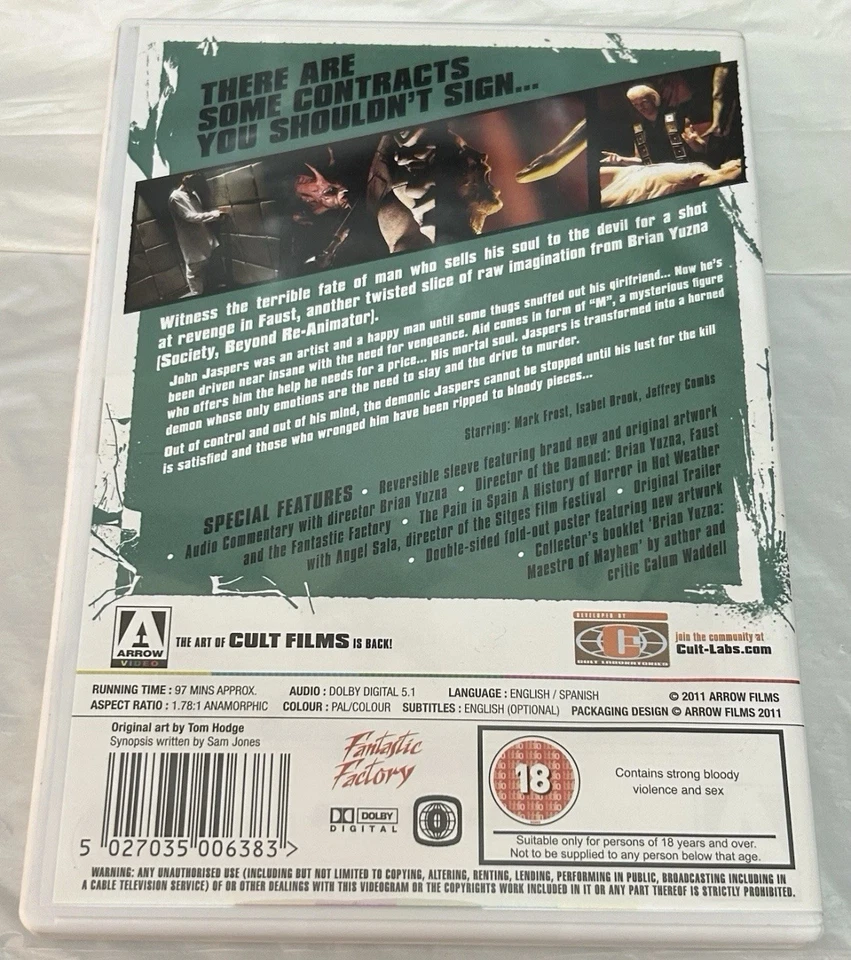 THERE ARE
SOME CONTRACTS
YOU SHOULDN'T SIGN...
Witness the terrible fate of man who sells his soul to the devil for a shot
at revenge in Faust, another twisted slice of raw imagination from Brian Yuzna
(Society, Beyond Re-Animator).
John Jaspers was an artist and a happy man until some thugs snuffed out his girlfriend... Now he's
been driven near insane with the need for vengeance. Aid comes in form of "M", a mysterious figure
who offers him the help he needs for a price... His mortal soul. Jaspers is transformed into a horned
demon whose only emotions are the need to slay and the drive to murder.
Out of control and out of his mind, the demonic Jaspers cannot be stopped until his lust for the kill
is satisfied and those who wronged him have been ripped to bloody pieces...
Starring: Mark Frost, Isabel Brook, Jeffrey Combs
SPECIAL FEATURES • Reversible sleeve featuring brand new and original artwork
• Audio Commentary with director Brian Yuzna • Director of the Damned: Brian Yuzna, Faust
and the Fantastic Factory • The Pain in Spain A History of Horror in Hot Weather
with Angel Sala, director of the Sitges Film Festival • Original Trailer
• Double-sided fold-out poster featuring new artwork
• Collector's booklet 'Brian Yuzna:
Maestro of Mayhem' by author and
critic Calum Waddell
ARROW
VIDEO
THE ART OF CULT FILMS IS BACK!
DEVELOPED BY:
C
CULT LABORATORIES
join the community at
Cult-Labs.com
RUNNING TIME : 97 MINS APPROX. AUDIO : DOLBY DIGITAL 5.1 LANGUAGE : ENGLISH / SPANISH © 2011 ARROW FILMS
ASPECT RATIO : 1.78:1 ANAMORPHIC COLOUR : PAL/COLOUR SUBTITLES : ENGLISH (OPTIONAL) PACKAGING DESIGN © ARROW FILMS 2011
Original art by Tom Hodge
Synopsis written by Sam Jones
5 027035 006383 >
Fantastic
Factory
DOLBY
DIGITAL
0
18
Contains strong bloody
violence and sex
Suitable only for persons of 18 years and over.
Not to be supplied to any person below that age.
WARNING: ANY UNAUTHORISED USE (INCLUDING BUT NOT LIMITED TO COPYING, ALTERING, RENTING, LENDING, PERFORMING IN PUBLIC, BROADCASTING INCLUDING IN
A CABLE TELEVISION SERVICE) OF OR OTHER DEALINGS WITH THIS VIDEOGRAM OR THE COPYRIGHTS WORK INCLUDED IN IT OR ANY PART THEREOF IS STRICTLY PROHIBITED.